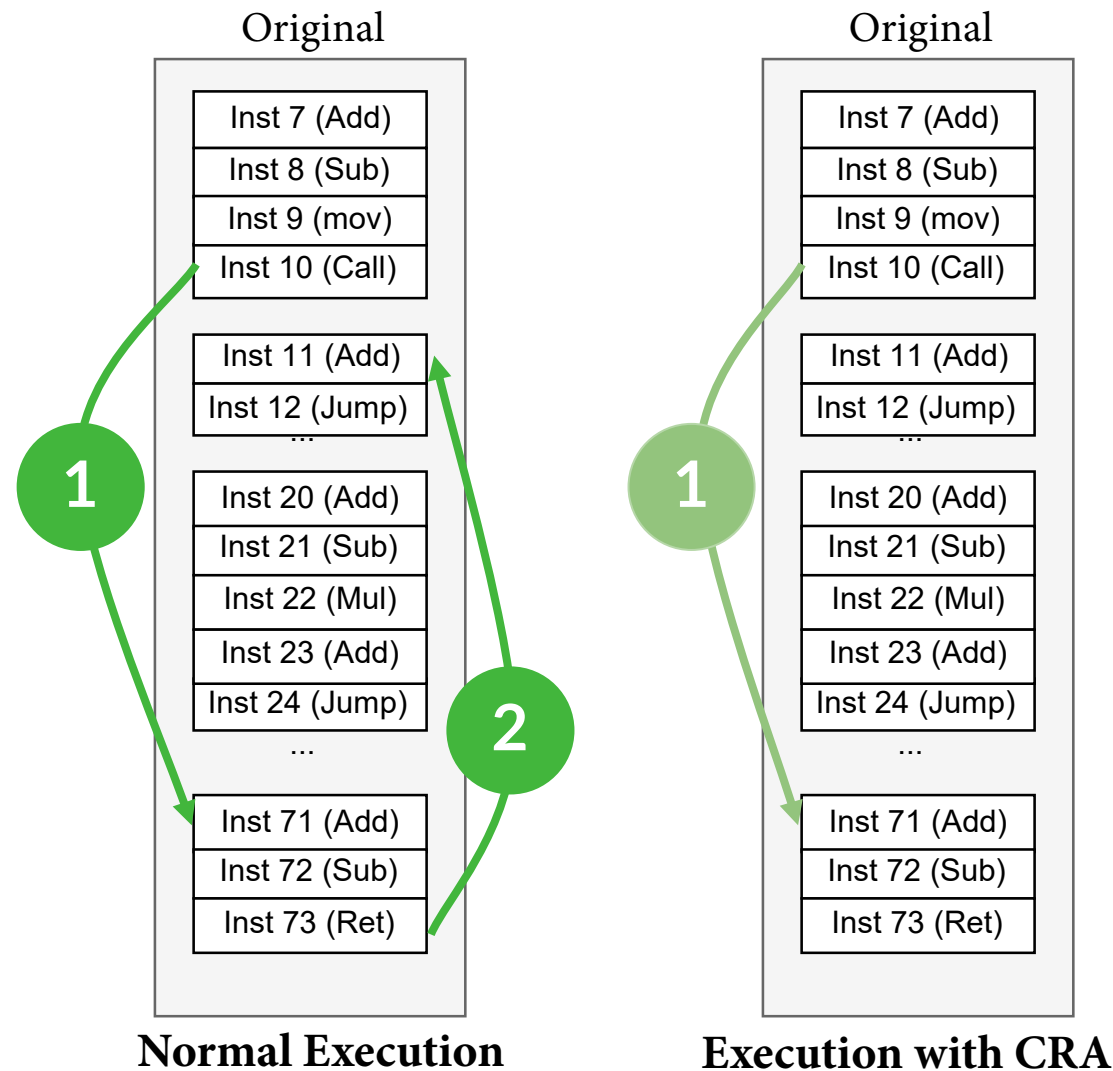 Original
Inst 7 (Add)
Inst 8 (Sub)
Inst 9 (mov)
Inst 10 (Call)
Inst 11 (Add)
Inst 12 (Jump)
...
1
Inst 20 (Add)
Inst 21 (Sub)
Inst 22 (Mul)
Inst 23 (Add)
Inst 24 (Jump)
2
...
Inst 71 (Add)
Inst 72 (Sub)
Inst 73 (Ret)
Normal Execution
Original
Inst 7 (Add)
Inst 8 (Sub)
Inst 9 (mov)
Inst 10 (Call)
Inst 11 (Add)
Inst 12 (Jump)
...
1
Inst 20 (Add)
Inst 21 (Sub)
Inst 22 (Mul)
Inst 23 (Add)
Inst 24 (Jump)
...
Inst 71 (Add)
Inst 72 (Sub)
Inst 73 (Ret)
Execution with CRA